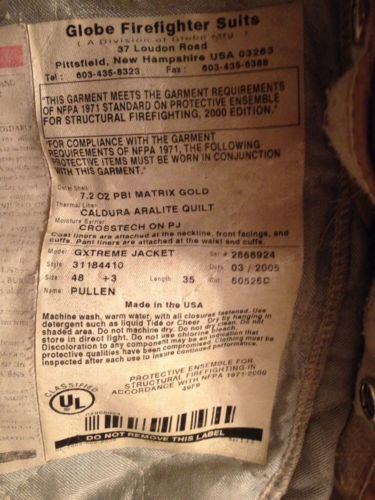 Globe Firefighter Suits
( A Division of Globe Mfg. )
37 Loudon Road
Pittsfield, New Hampshire USA 03263
Tel : 603-435-8323 Fax : 603-435-6388
"THIS GARMENT MEETS THE GARMENT REQUIREMENTS
OF NFPA 1971 STANDARD ON PROTECTIVE ENSEMBLE
FOR STRUCTURAL FIREFIGHTING, 2000 EDITION."
"FOR COMPLIANCE WITH THE GARMENT
REQUIREMENTS OF NFPA 1971, THE FOLLOWING
PROTECTIVE ITEMS MUST BE WORN IN CONJUNCTION
WITH THIS GARMENT."
Outer Shell
7.2 OZ PBI MATRIX GOLD
Thermal Liner
CALDURA ARALITE QUILT
Moisture Barrier
CROSSTECH ON PJ
Coat liners are attached at the neckline, front facings, and
cuffs. Pant liners are attached at the waist and cuffs.
Model GXTREME JACKET Ser # 2866924
Style: 31184410 Date: 03 / 2005
Size: 48 +3 Length: 35 Cut: 60526C
Name: PULLEN
Made in the USA
Machine wash, warm water, with all closures fastened. Use
detergent such as liquid Tide or Cheer. Dry by hanging in
shaded area. Do not machine dry. Do not dry clean. Do not
store in direct light. Do not use chlorine bleach.
Discoloration to any component may be an indication that
protective qualities have been compromised. Clothing must be
inspected after each use to insure continued performance.
PROTECTIVE ENSEMBLE FOR
STRUCTURAL FIREFIGHTING IN
ACCORDANCE WITH NFPA 1971-2000
49F9
CLASSIFIED
UL
DO NOT REMOVE THIS LABEL